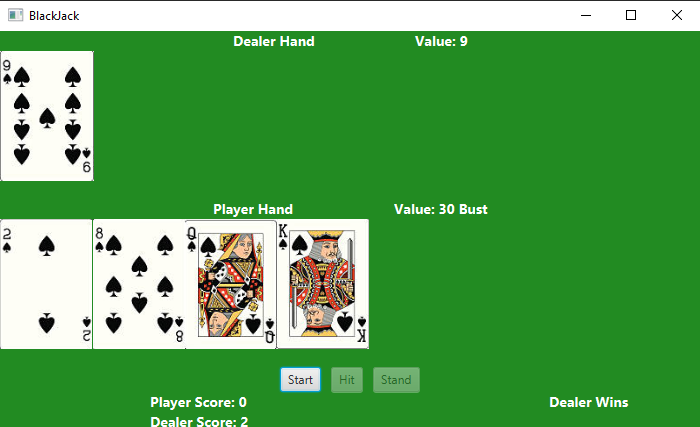 BlackJack
Dealer Hand Value: 9
9
9
Player Hand Value: 30 Bust
2 8 Q K
2 8 Q K
Start Hit Stand
Player Score: 0 Dealer Wins
Dealer Score: 2